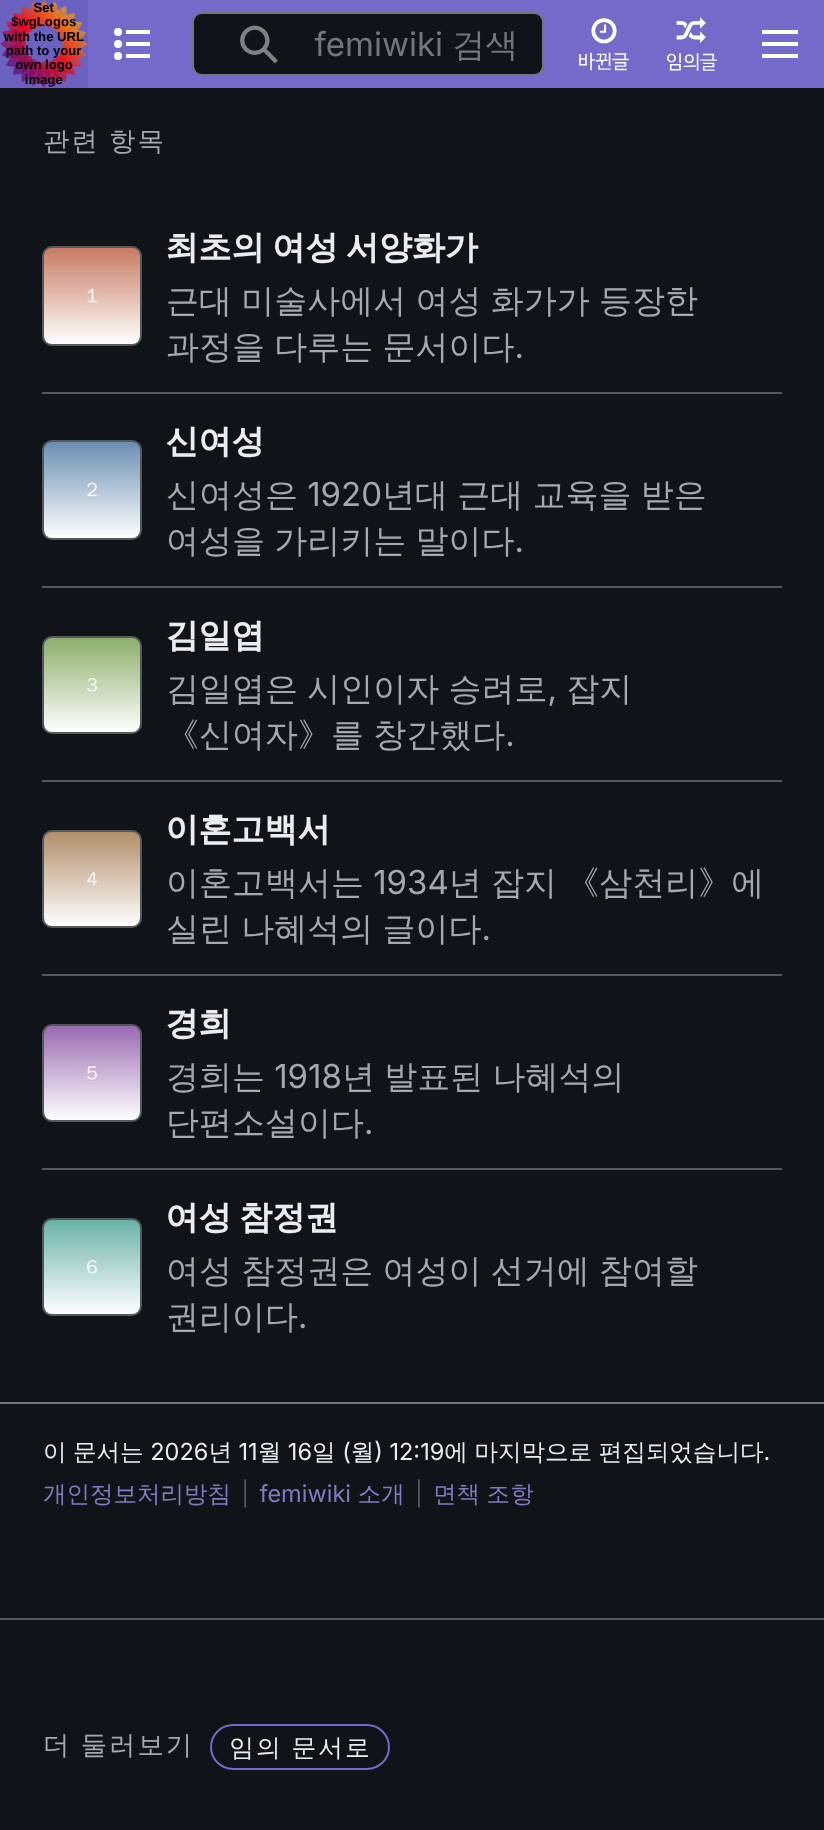 Set
$wgLogos
with the URL
path to your
own logo
image
femiwiki 검색
바뀐글
임의글
관련 항목
1
최초의 여성 서양화가
근대 미술사에서 여성 화가가 등장한
과정을 다루는 문서이다.
2
신여성
신여성은 1920년대 근대 교육을 받은
여성을 가리키는 말이다.
3
김일엽
김일엽은 시인이자 승려로, 잡지
《신여자》를 창간했다.
4
이혼고백서
이혼고백서는 1934년 잡지 《삼천리》에
실린 나혜석의 글이다.
5
경희
경희는 1918년 발표된 나혜석의
단편소설이다.
6
여성 참정권
여성 참정권은 여성이 선거에 참여할
권리이다.
이 문서는 2026년 11월 16일 (월) 12:19에 마지막으로 편집되었습니다.
개인정보처리방침 | femiwiki 소개 | 면책 조항
더 둘러보기 임의 문서로